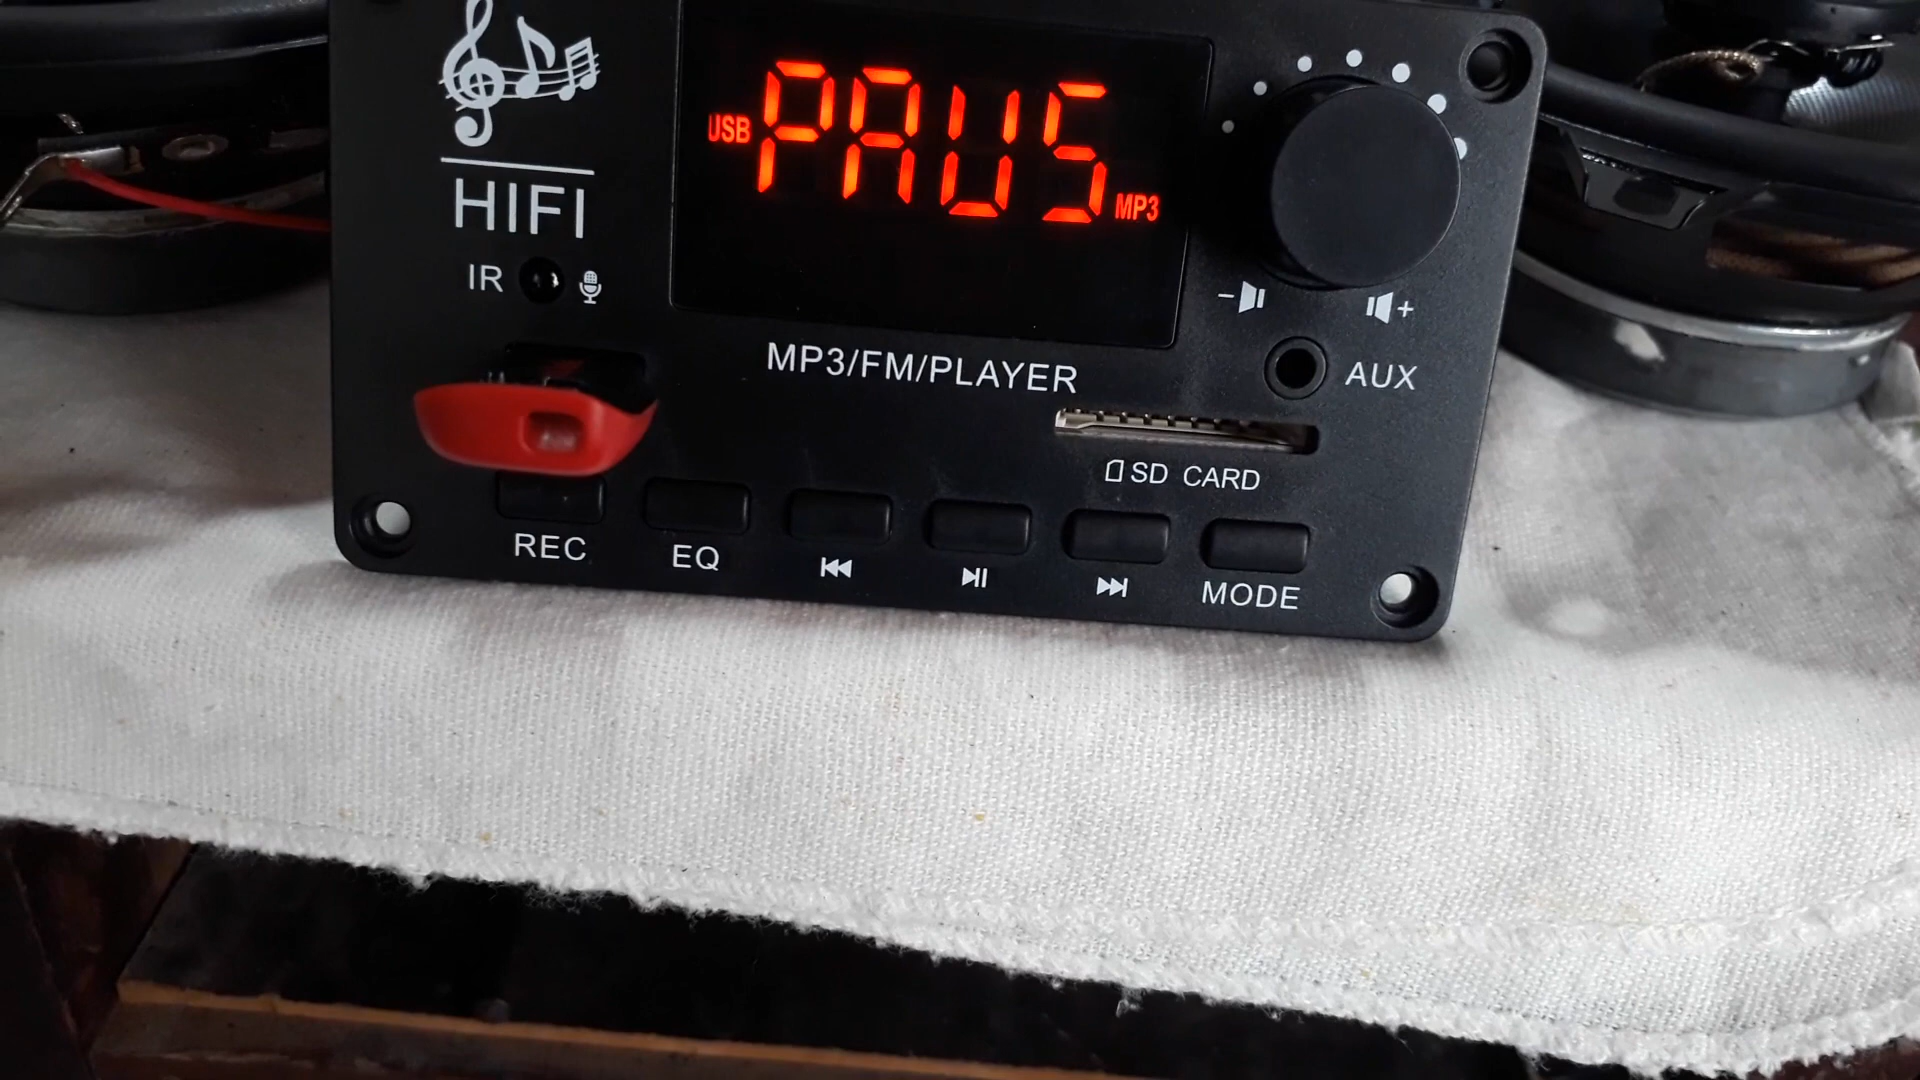 USB PAUS MP3
HIFI
IR
MP3/FM/PLAYER
AUX
SD CARD
REC EQ MODE